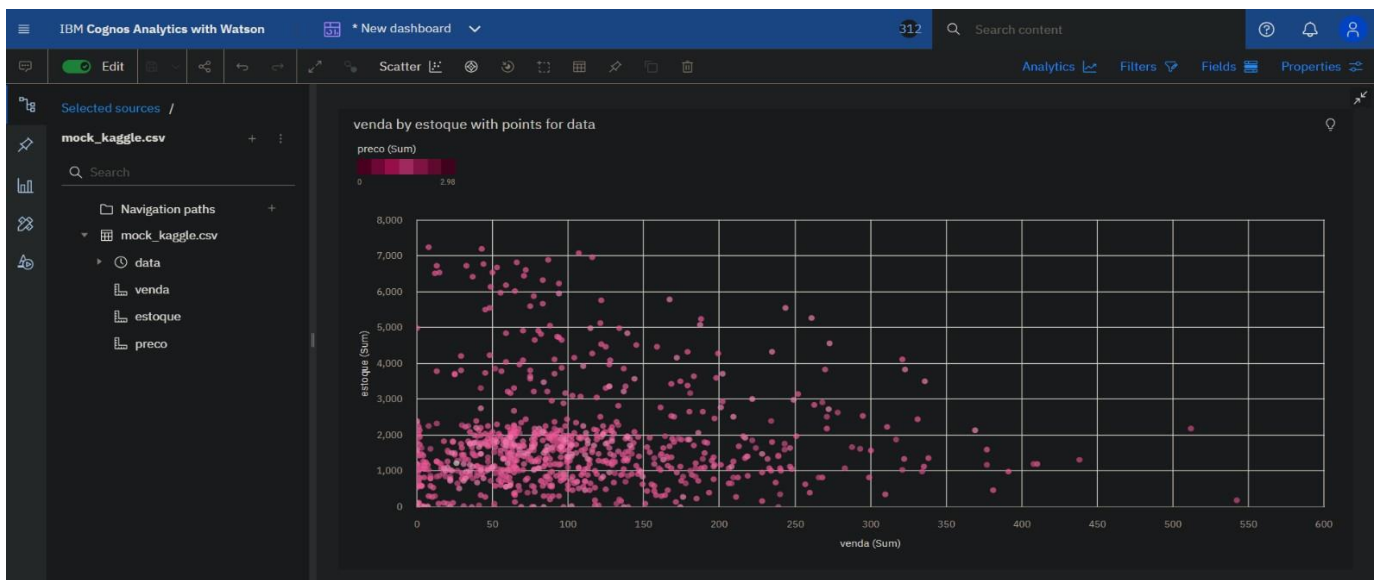 IBM Cognos Analytics with Watson
* New dashboard
312
Search content
Edit
Scatter
Analytics
Filters
Fields
Properties
Selected sources /
mock_kaggle.csv
Search
Navigation paths
mock_kaggle.csv
data
venda
estoque
preco
venda by estoque with points for data
preco (Sum)
0 2.98
8,000
7,000
6,000
5,000
4,000
3,000
2,000
1,000
0
estoque (Sum)
0 50 100 150 200 250 300 350 400 450 500 550 600
venda (Sum)